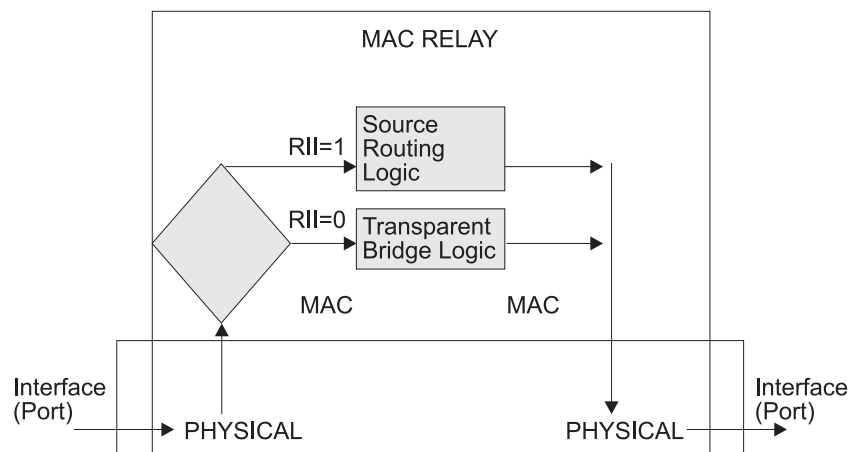 MAC RELAY
RII=1
Source
Routing
Logic
RII=0
Transparent
Bridge Logic
MAC
MAC
Interface
(Port)
PHYSICAL
PHYSICAL
Interface
(Port)